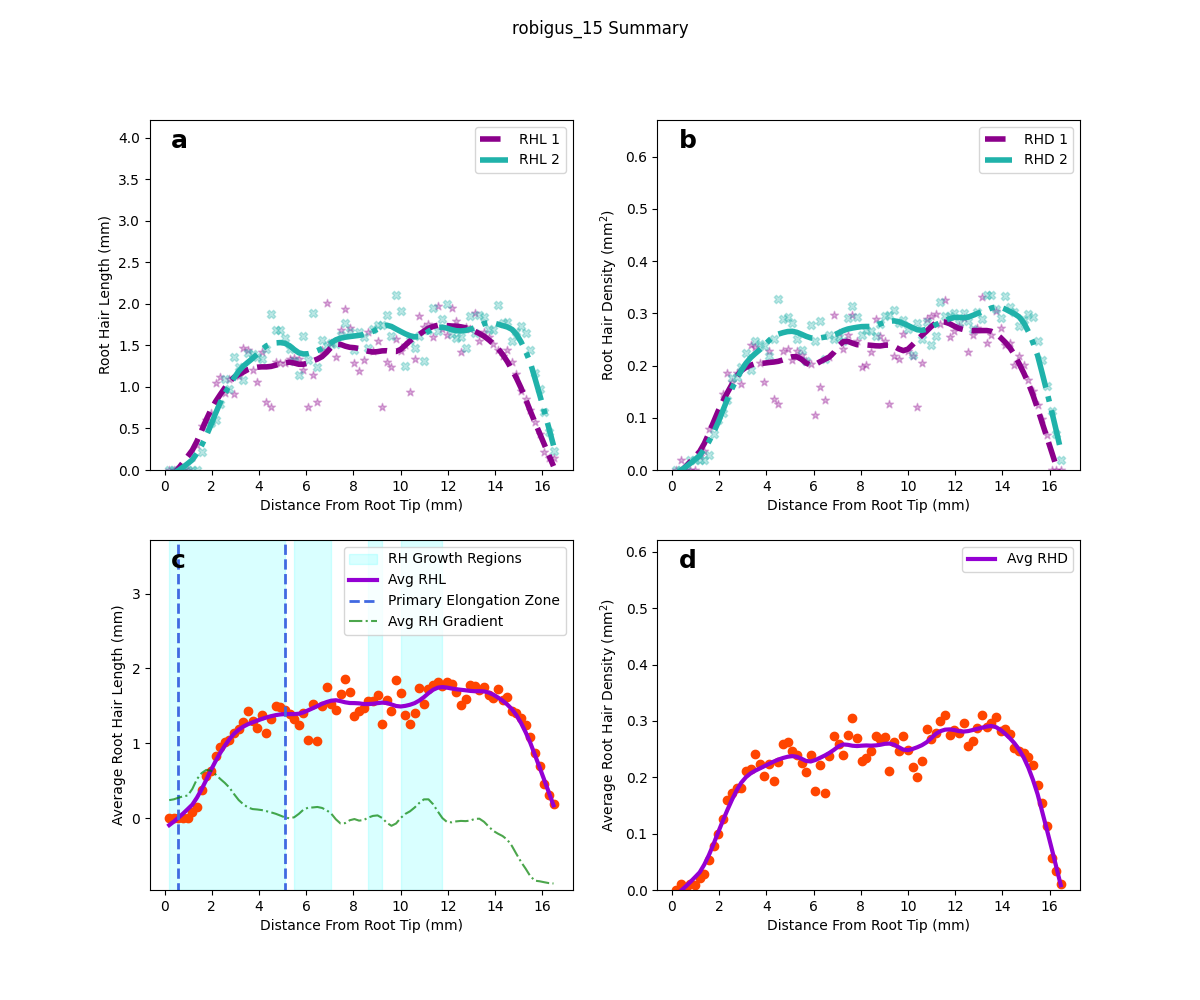 robigus_15 Summary
a
RHL 1
RHL 2
4.0
3.5
3.0
2.5
2.0
1.5
1.0
0.5
0.0
Root Hair Length (mm)
0 2 4 6 8 10 12 14 16
Distance From Root Tip (mm)
b
RHD 1
RHD 2
0.6
0.5
0.4
0.3
0.2
0.1
0.0
Root Hair Density (mm²)
0 2 4 6 8 10 12 14 16
Distance From Root Tip (mm)
c
RH Growth Regions
Avg RHL
Primary Elongation Zone
Avg RH Gradient
3
2
1
0
Average Root Hair Length (mm)
0 2 4 6 8 10 12 14 16
Distance From Root Tip (mm)
d
Avg RHD
0.6
0.5
0.4
0.3
0.2
0.1
0.0
Average Root Hair Density (mm²)
0 2 4 6 8 10 12 14 16
Distance From Root Tip (mm)